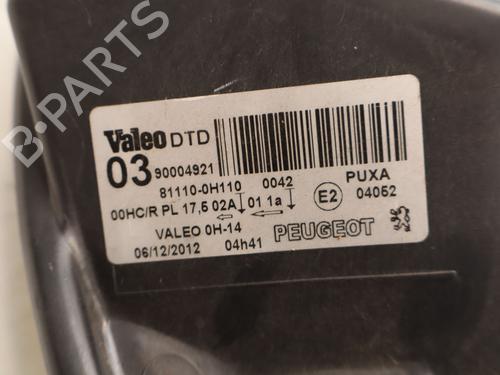 B-PARTS
Valeo DTD
03 90004921
81110-0H110 0042 PUXA
E2 04052
00HC/R PL 17,5 02A 01 1a
VALEO 0H-14 PEUGEOT
06/12/2012 04h41